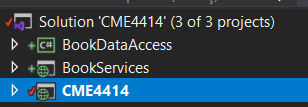 Solution 'CME4414' (3 of 3 projects)
C# BookDataAccess
BookServices
CME4414